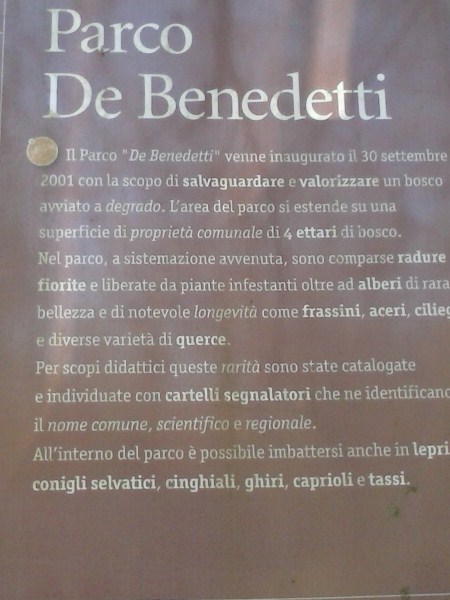 Parco
De Benedetti
Il Parco "De Benedetti" venne inaugurato il 30 settembre
2001 con la scopo di salvaguardare e valorizzare un bosco
avviato a degrado. L'area del parco si estende su una
superficie di proprietà comunale di 4 ettari di bosco.
Nel parco, a sistemazione avvenuta, sono comparse radure
fiorite e liberate da piante infestanti oltre ad alberi di rara
bellezza e di notevole longevità come frassini, aceri,
e diverse varietà di querce.
Per scopi didattici queste rarità sono state catalogate
e individuate con cartelli segnalatori che ne identificano
il nome comune, scientifico e regionale.
All'interno del parco è possibile imbattersi anche in lepri
conigli selvatici, cinghiali, ghiri, caprioli e tassi.